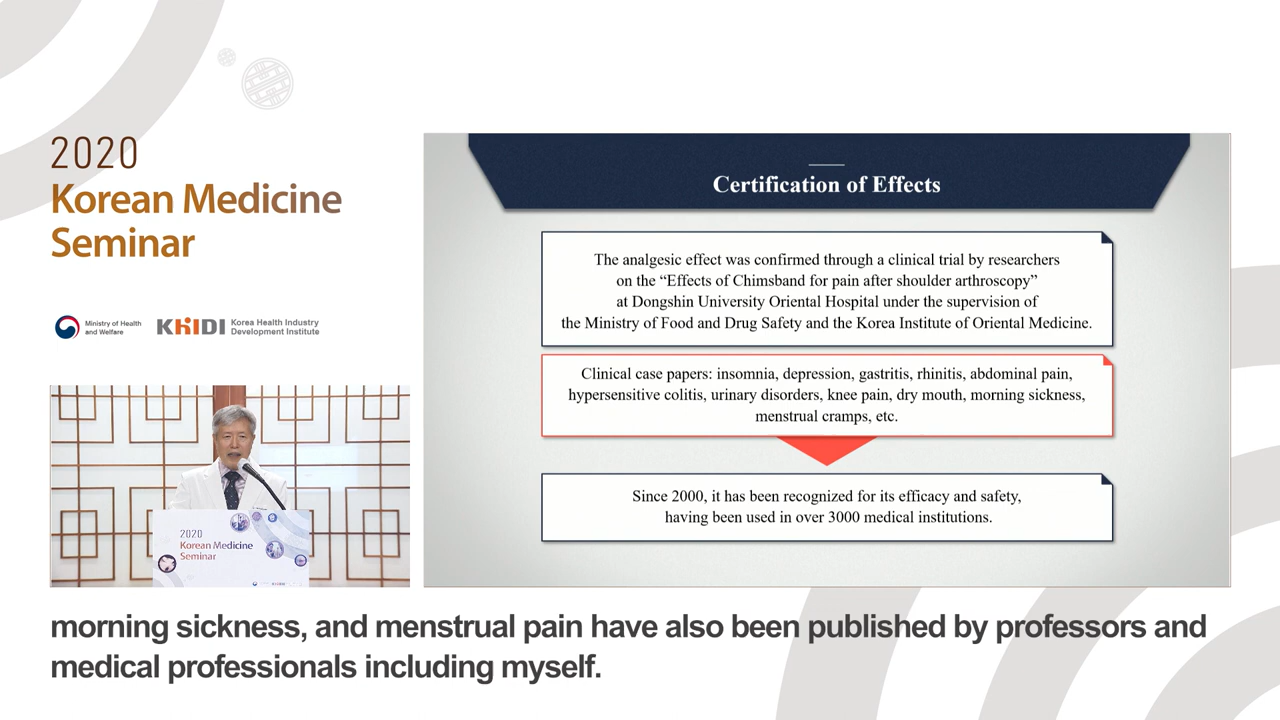 2020
Korean Medicine
Seminar
Ministry of Health
and Welfare
KHIDI
Korea Health Industry
Development Institute
2020
Korean Medicine
Seminar
Certification of Effects
The analgesic effect was confirmed through a clinical trial by researchers
on the “Effects of Chimsband for pain after shoulder arthroscopy”
at Dongshin University Oriental Hospital under the supervision of
the Ministry of Food and Drug Safety and the Korea Institute of Oriental Medicine.
Clinical case papers: insomnia, depression, gastritis, rhinitis, abdominal pain,
hypersensitive colitis, urinary disorders, knee pain, dry mouth, morning sickness,
menstrual cramps, etc.
Since 2000, it has been recognized for its efficacy and safety,
having been used in over 3000 medical institutions.
morning sickness, and menstrual pain have also been published by professors and
medical professionals including myself.